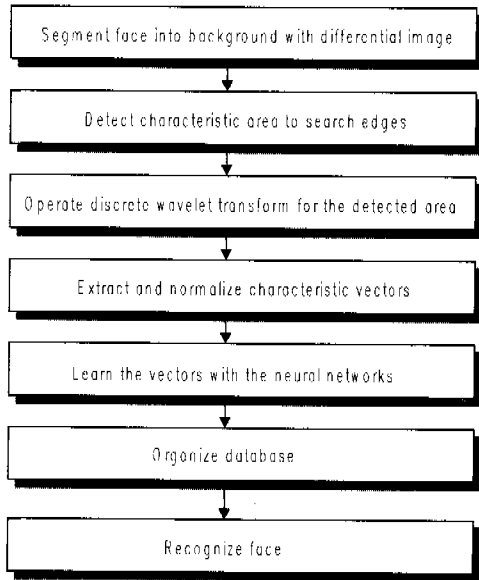 Segment face into background with differential image
Detect characteristic area to search edges
Operate discrete wavelet transform for the detected area
Extract and normalize characteristic vectors
Learn the vectors with the neural networks
Organize database
Recognize face